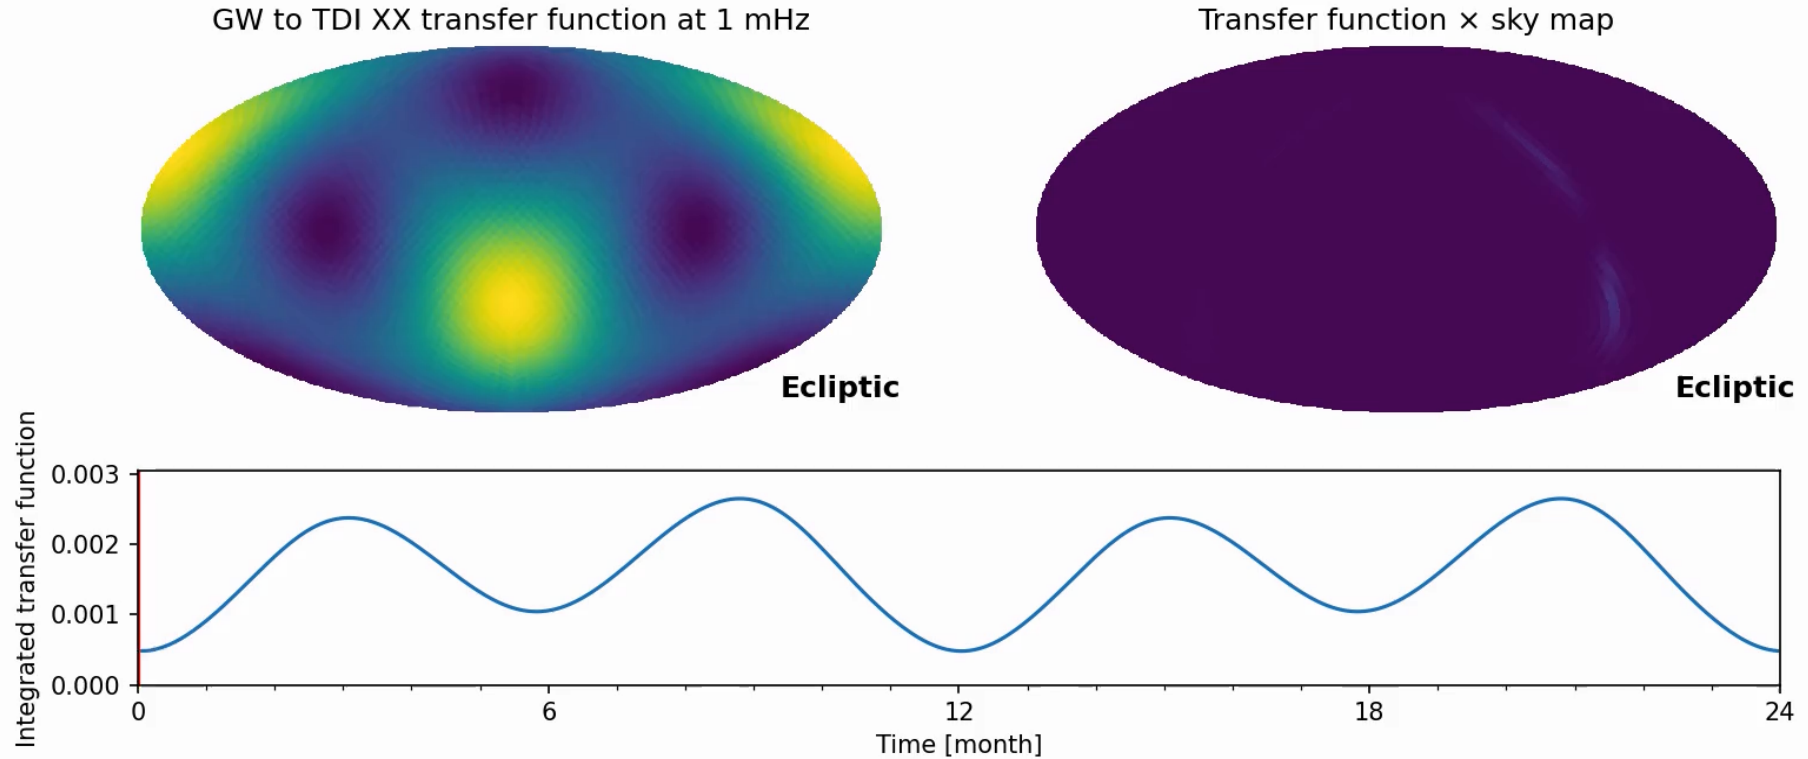 GW to TDI XX transfer function at 1 mHz
Transfer function × sky map
Ecliptic
Ecliptic
Integrated transfer function
0.003
0.002
0.001
0.000
0
6
12
18
24
Time [month]